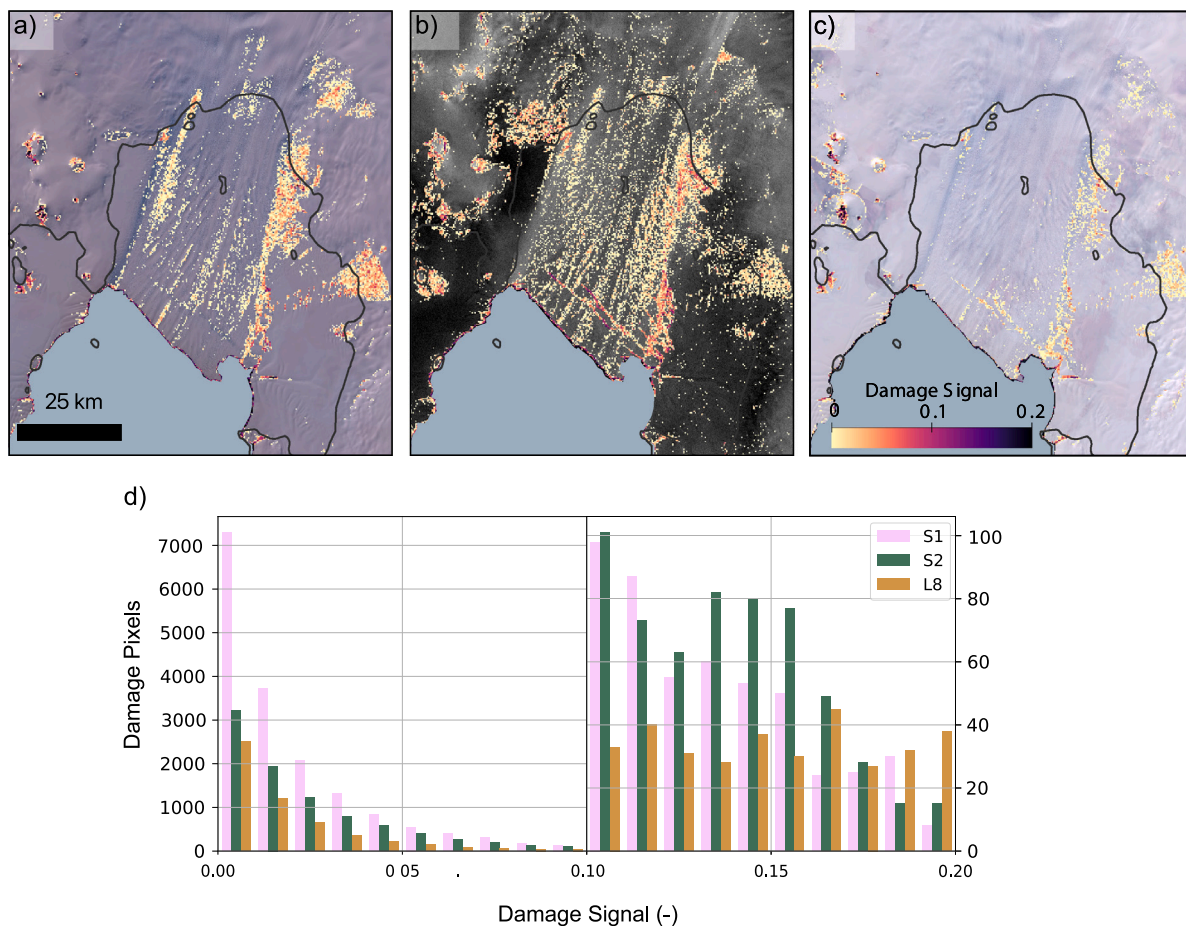 a)
b)
c)
25 km
Damage Signal
0 0.1 0.2
d)
7000
6000
5000
4000
3000
2000
1000
0
Damage Pixels
100
80
60
40
20
0
S1
S2
L8
0.00 0 05 . 0.10 0.15 0.20
Damage Signal (-)